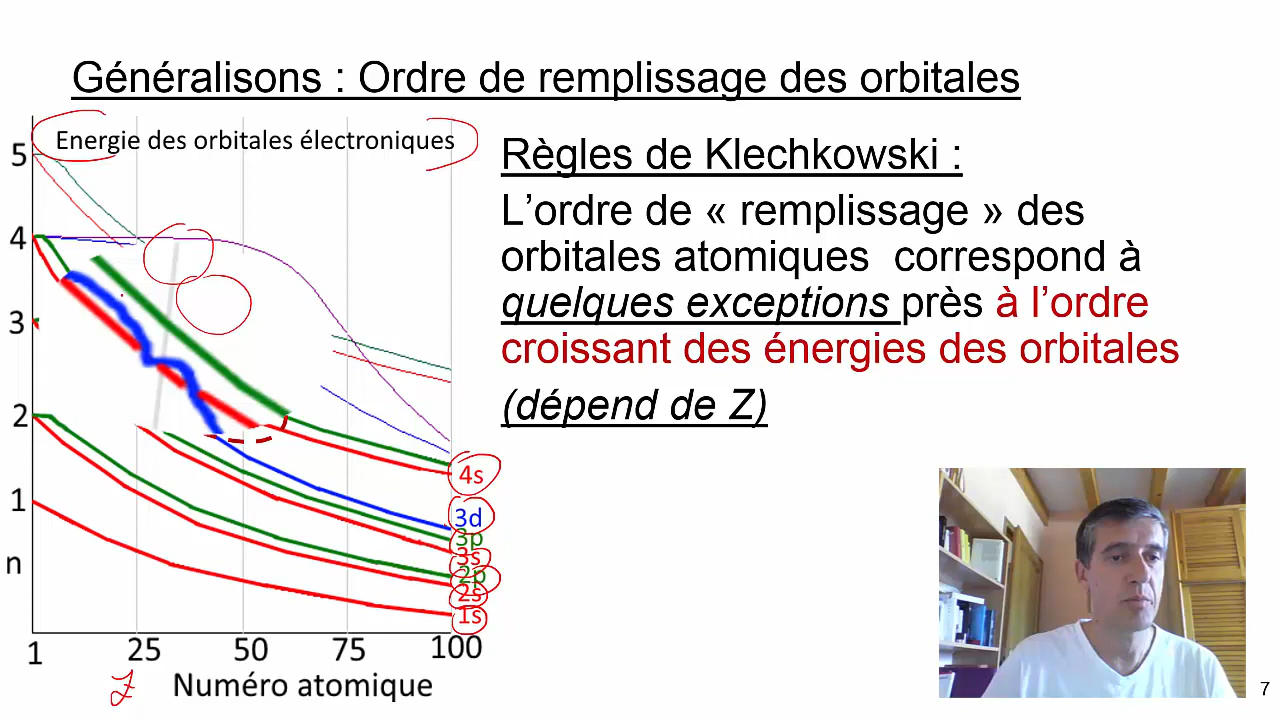 Généralisons : Ordre de remplissage des orbitales
Energie des orbitales électroniques
5
4
3
2
1
n
4s
3d
3p
3s
2p
2s
1s
1
25
50
75
100
Z
Numéro atomique
Règles de Klechkowski :
L’ordre de « remplissage » des
orbitales atomiques correspond à
quelques exceptions près à l’ordre
croissant des énergies des orbitales
(dépend de Z)
7